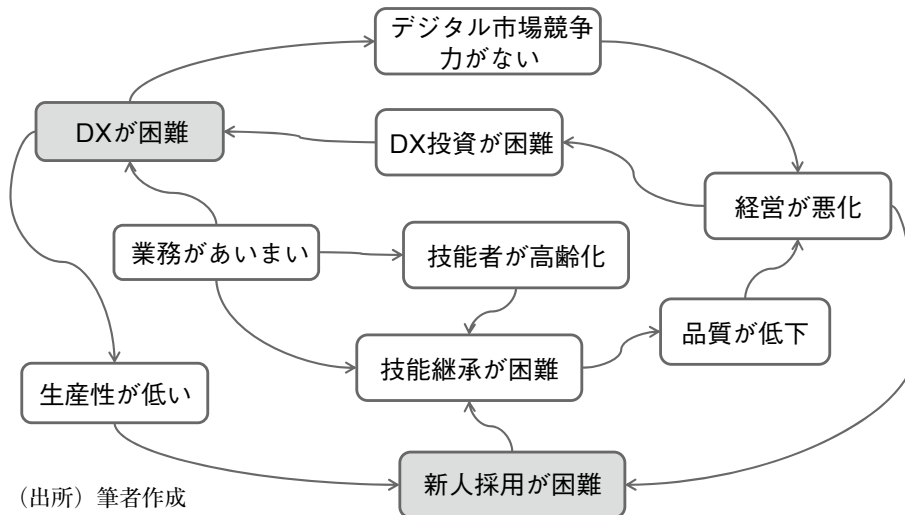 デジタル市場競争
力がない
DXが困難
DX投資が困難
経営が悪化
業務があいまい
技能者が高齢化
品質が低下
技能継承が困難
生産性が低い
新人採用が困難
（出所）筆者作成